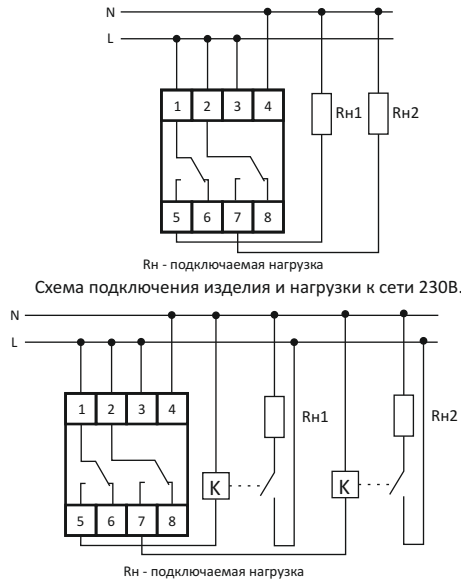 N
L
1 2 3 4
Rн1 Rн2
5 6 7 8
Rн - подключаемая нагрузка
Схема подключения изделия и нагрузки к сети 230В.
N
L
1 2 3 4
Rн1 Rн2
K K
5 6 7 8
Rн - подключаемая нагрузка